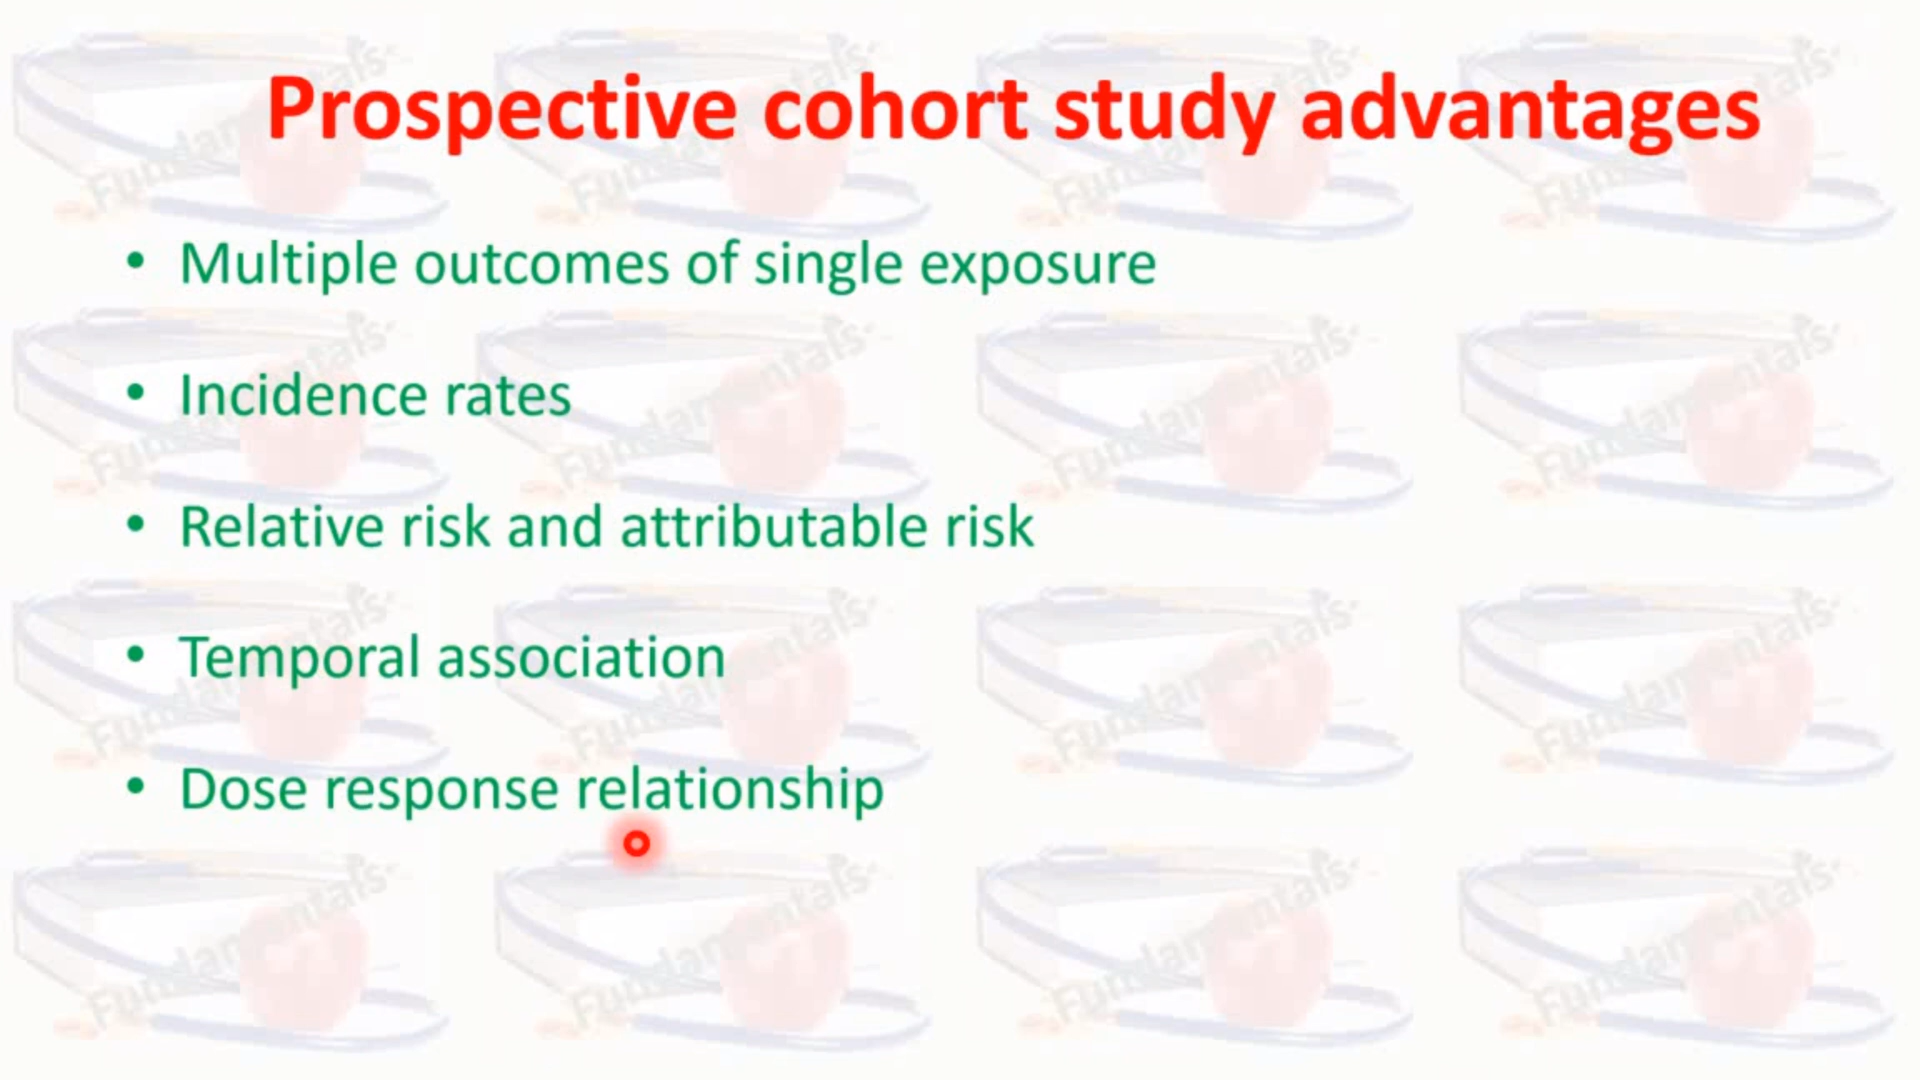 Prospective cohort study advantages
• Multiple outcomes of single exposure
• Incidence rates
• Relative risk and attributable risk
• Temporal association
• Dose response relationship